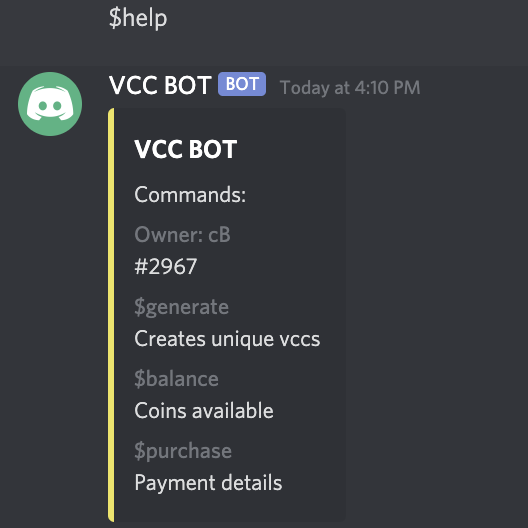 $help
VCC BOT BOT Today at 4:10 PM
VCC BOT
Commands:
Owner: cB
#2967
$generate
Creates unique vccs
$balance
Coins available
$purchase
Payment details